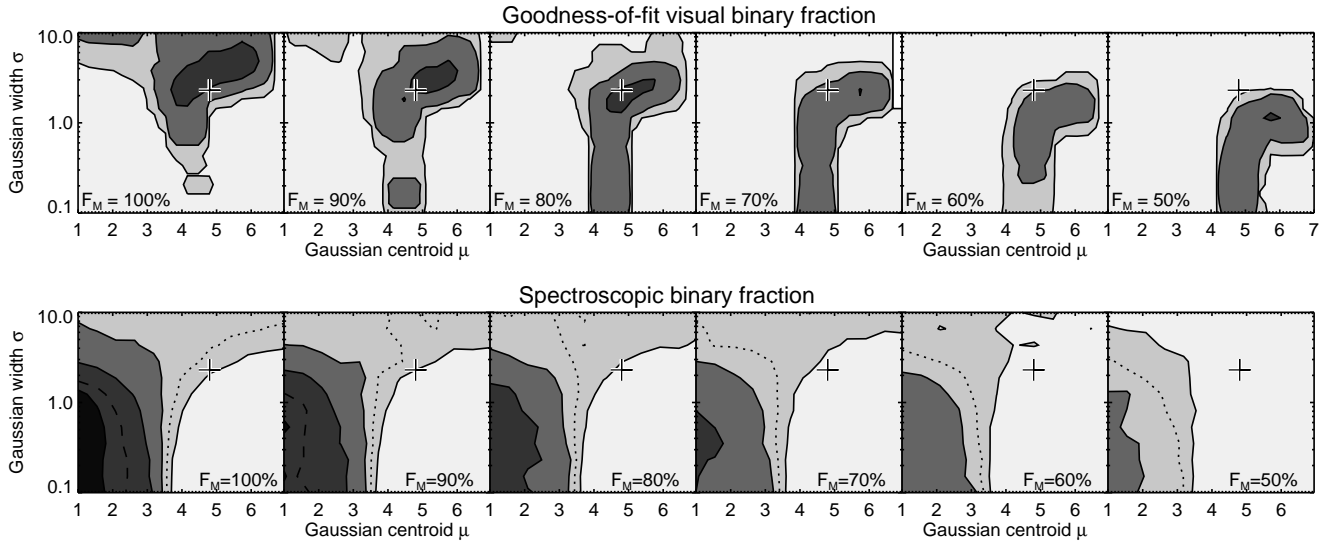 Goodness-of-fit visual binary fraction
10.0
1.0
0.1
Gaussian width σ
F_M = 100%
F_M = 90%
F_M = 80%
F_M = 70%
F_M = 60%
F_M = 50%
1 2 3 4 5 6 1 2 3 4 5 6 1 2 3 4 5 6 1 2 3 4 5 6 1 2 3 4 5 6 1 2 3 4 5 6 7
Gaussian centroid μ Gaussian centroid μ Gaussian centroid μ
Spectroscopic binary fraction
10.0
1.0
0.1
Gaussian width σ
F_M=100%
F_M=90%
F_M=80%
F_M=70%
F_M=60%
F_M=50%
1 2 3 4 5 6 1 2 3 4 5 6 1 2 3 4 5 6 1 2 3 4 5 6 1 2 3 4 5 6 1 2 3 4 5 6 7
Gaussian centroid μ Gaussian centroid μ Gaussian centroid μ